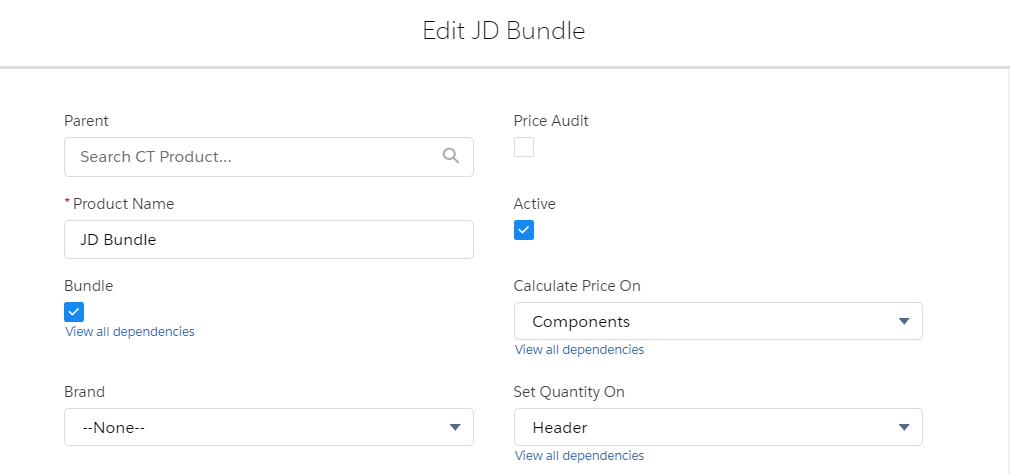 Edit JD Bundle
Parent
Search CT Product...
Price Audit
*Product Name
JD Bundle
Active
Bundle
View all dependencies
Calculate Price On
Components
View all dependencies
Brand
--None--
Set Quantity On
Header
View all dependencies